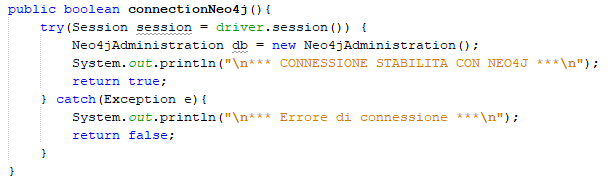 public boolean connectionNeo4j(){
try(Session session = driver.session()) {
Neo4jAdministration db = new Neo4jAdministration();
System.out.println("\n*** CONNESSIONE STABILITA CON NEO4J ***\n");
return true;
} catch(Exception e){
System.out.println("\n*** Errore di connessione ***\n");
return false;
}
}